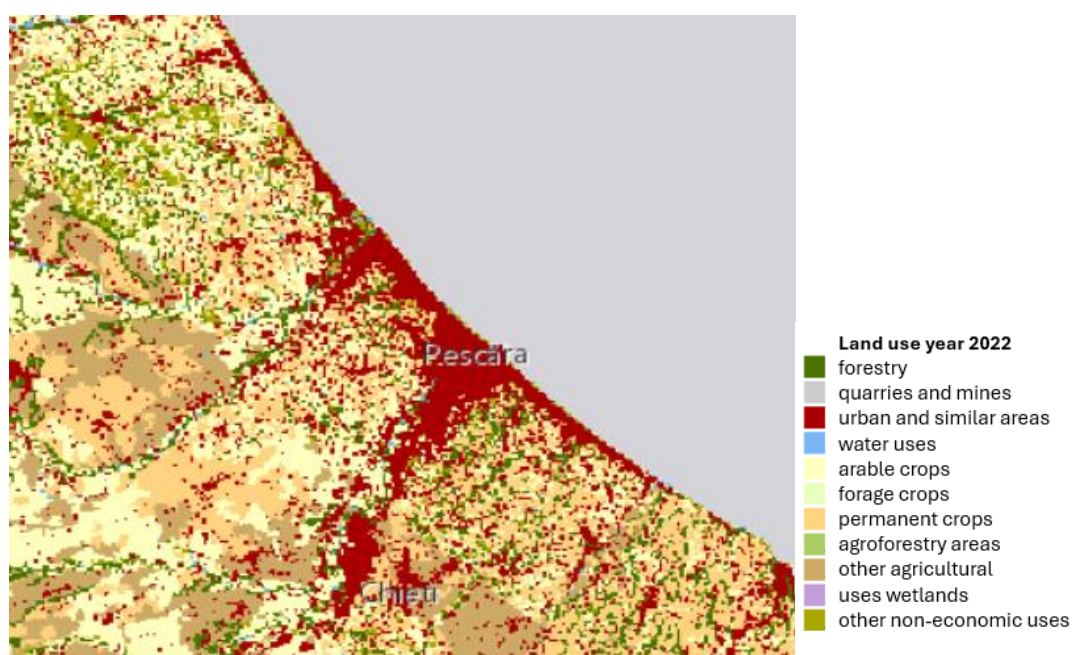 Pescara
Chieti
Land use year 2022
forestry
quarries and mines
urban and similar areas
water uses
arable crops
forage crops
permanent crops
agroforestry areas
other agricultural
uses wetlands
other non-economic uses